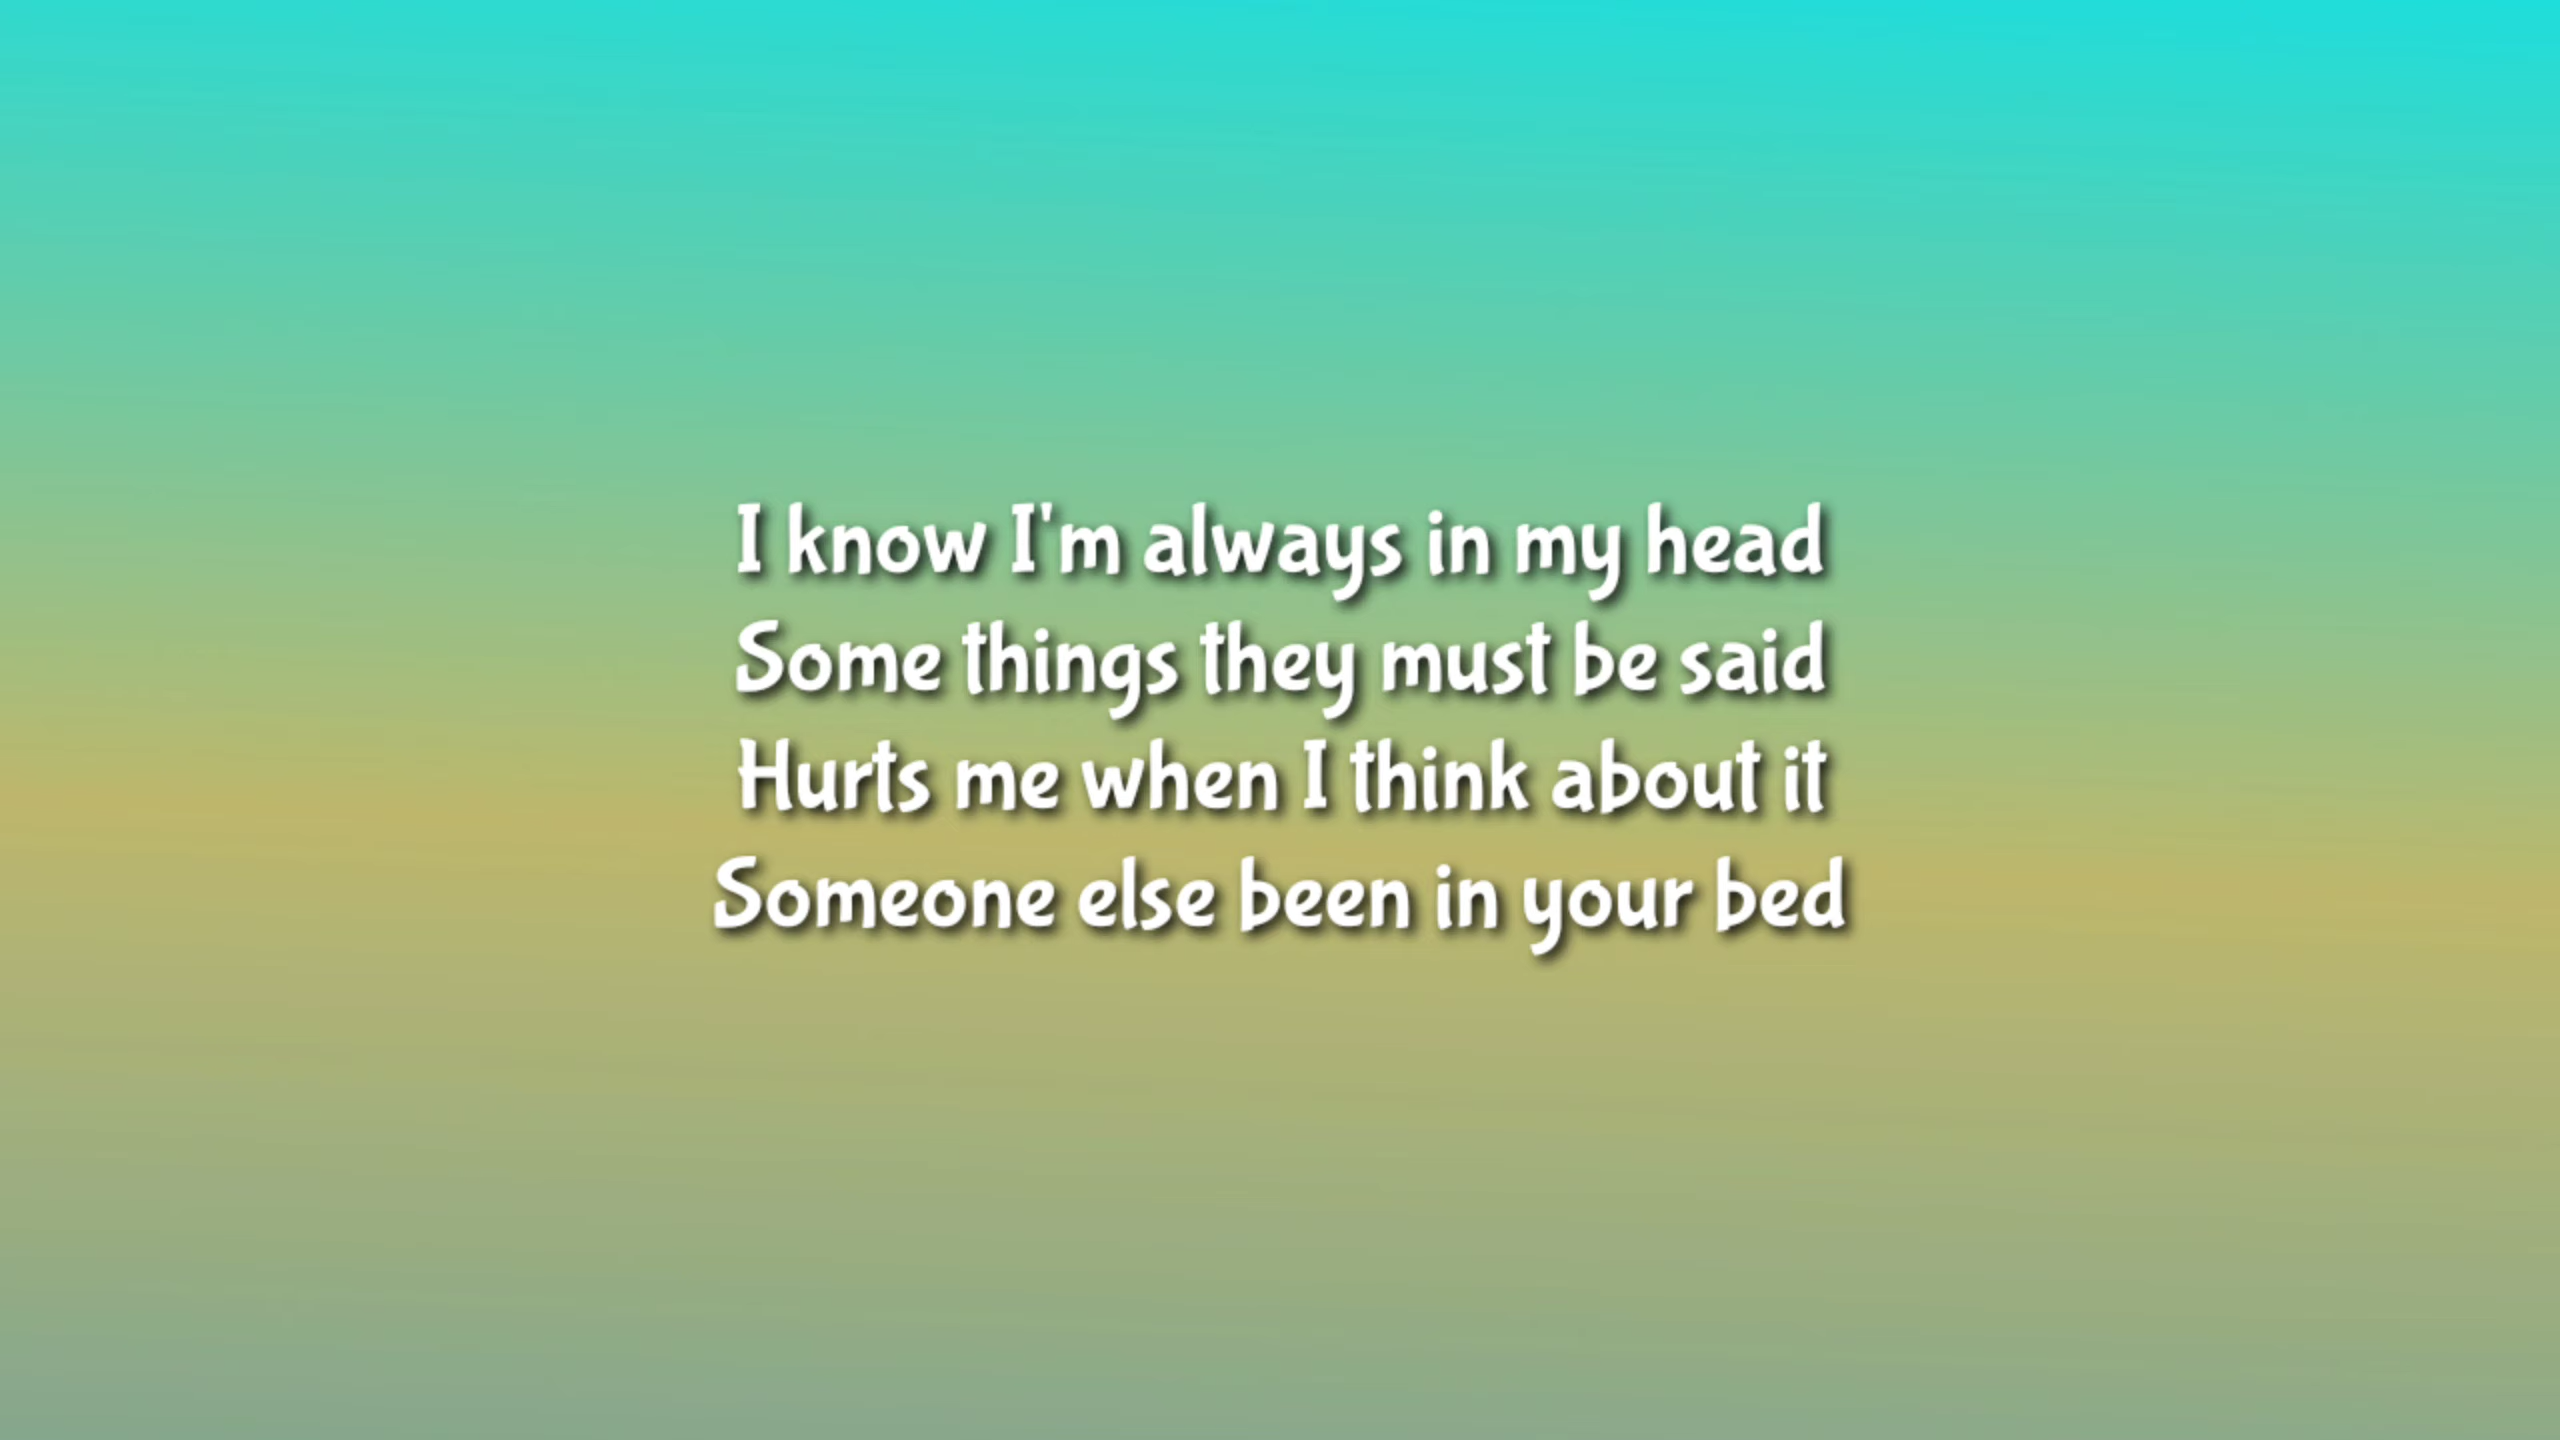 I know I'm always in my head
Some things they must be said
Hurts me when I think about it
Someone else been in your bed